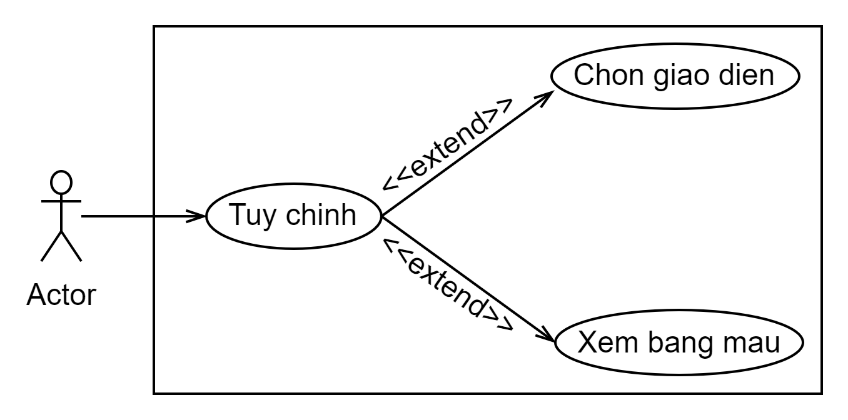 Chon giao dien
<<extend>>
Tuy chinh
<<extend>>
Actor
Xem bang mau